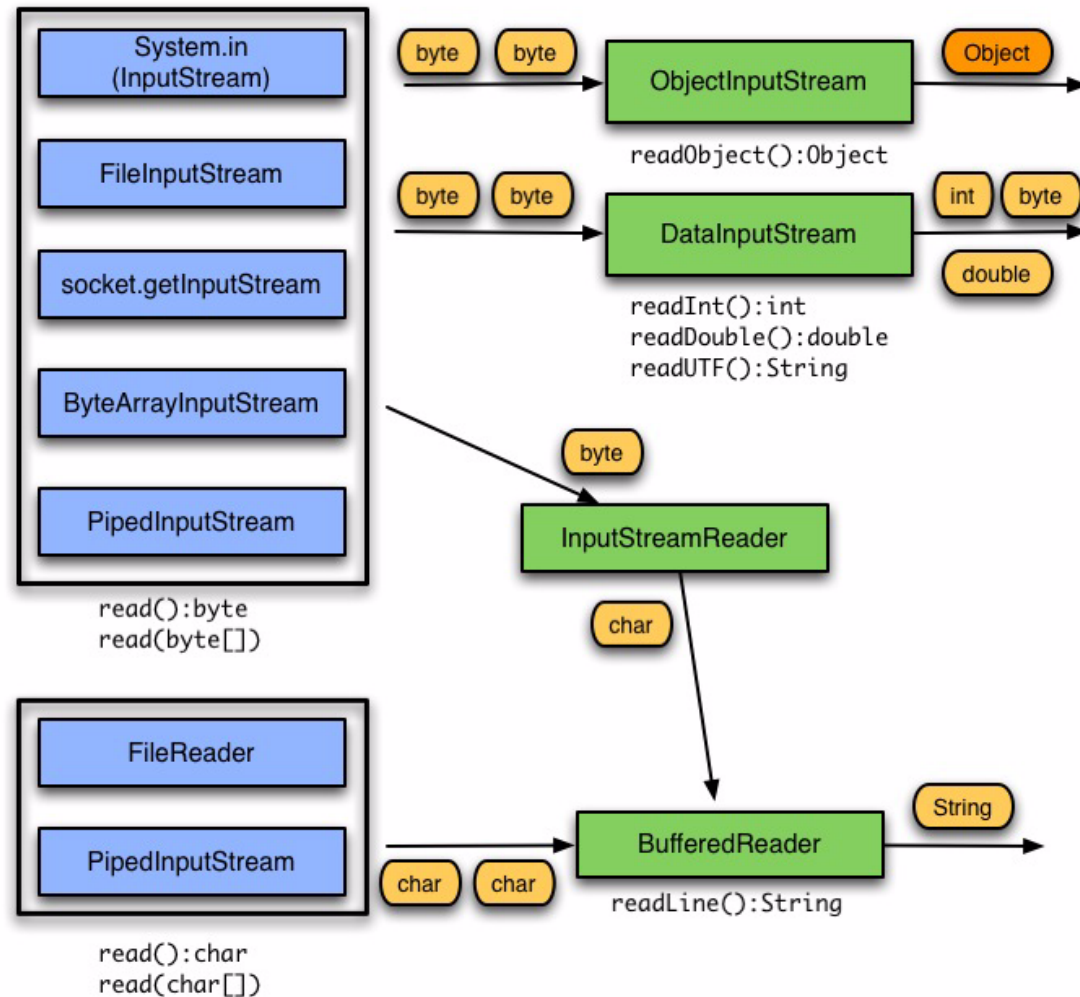 System.in
(InputStream)
FileInputStream
socket.getInputStream
ByteArrayInputStream
PipedInputStream
read():byte
read(byte[])
byte byte
ObjectInputStream
Object
readObject():Object
byte byte
DataInputStream
int byte
double
readInt():int
readDouble():double
readUTF():String
byte
InputStreamReader
char
FileReader
PipedInputStream
read():char
read(char[])
char char
BufferedReader
String
readLine():String